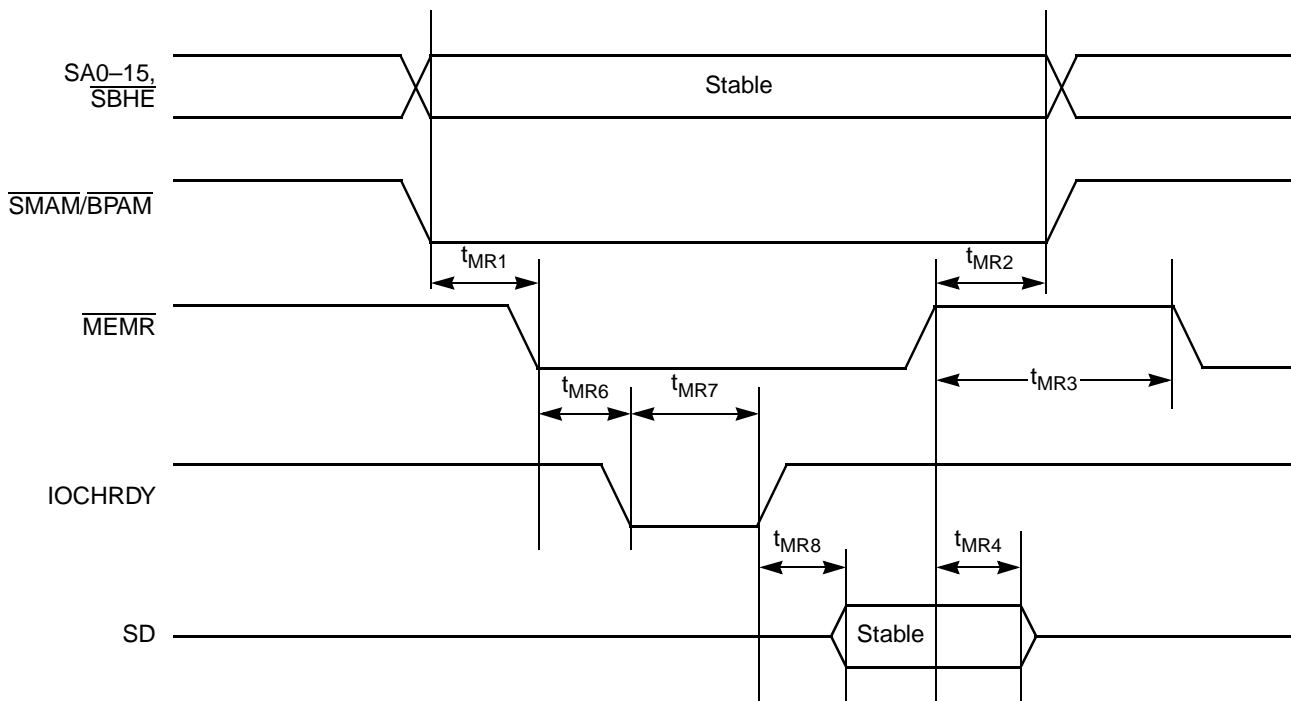 SA0–15,
SBHE
Stable
SMAM/BPAM
tMR1
tMR2
MEMR
tMR6
tMR7
tMR3
IOCHRDY
tMR8
tMR4
SD
Stable